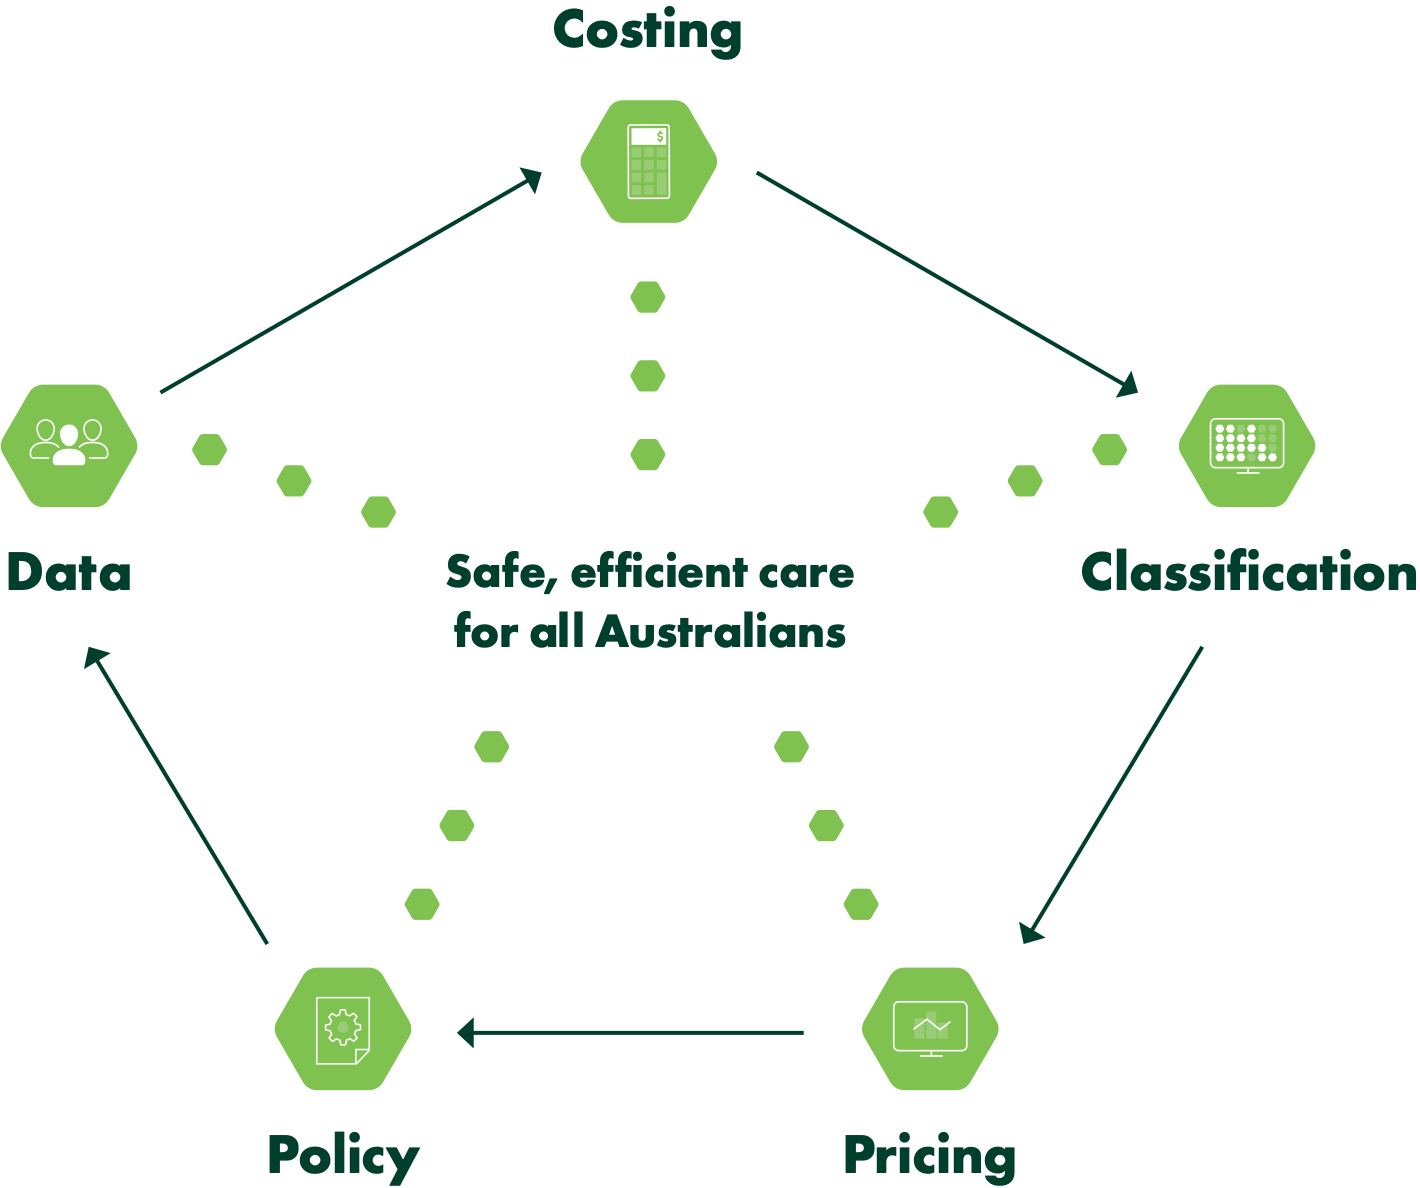 Costing
$
Data
Safe, efficient care
for all Australians
Classification
Policy
Pricing